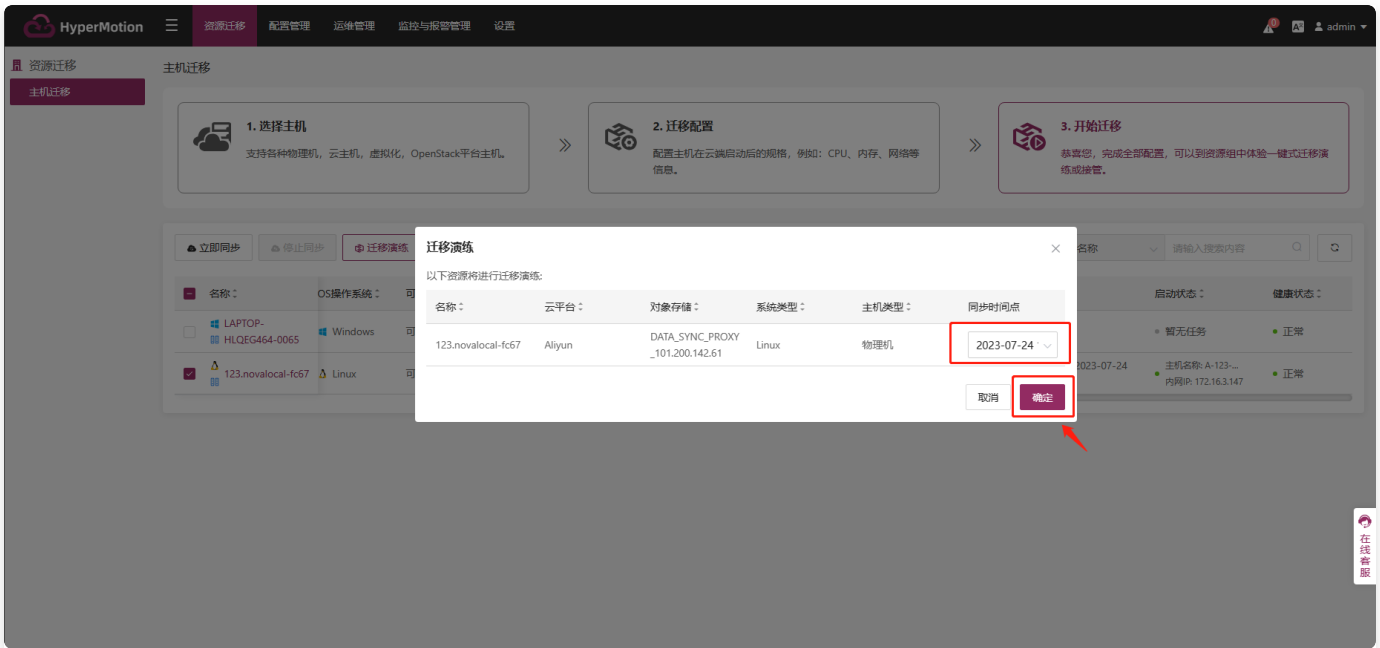 HyperMotion
资源迁移
配置管理
运维管理
监控与报警管理
设置
0
admin
资源迁移
主机迁移
主机迁移
1. 选择主机
支持各种物理机，云主机，虚拟化，OpenStack平台主机。
2. 迁移配置
配置主机在云端启动后的规格，例如：CPU、内存、网络等
信息。
3. 开始迁移
恭喜您，完成全部配置，可以到资源组中体验一键式迁移演
练或接管。
立即同步
停止同步
迁移演练
名称
请输入搜索内容
名称
OS操作系统
可
启动状态
健康状态
LAPTOP-
HLQEG464-0065
Windows
可
暂无任务
正常
123.novalocal-fc67
Linux
可
2023-07-24
主机名称: A-123-...
内网IP: 172.16.3.147
正常
迁移演练
以下资源将进行迁移演练:
名称
云平台
对象存储
系统类型
主机类型
同步时间点
123.novalocal-fc67
Aliyun
DATA_SYNC_PROXY
_101.200.142.61
Linux
物理机
2023-07-24
取消
确定
在线客服